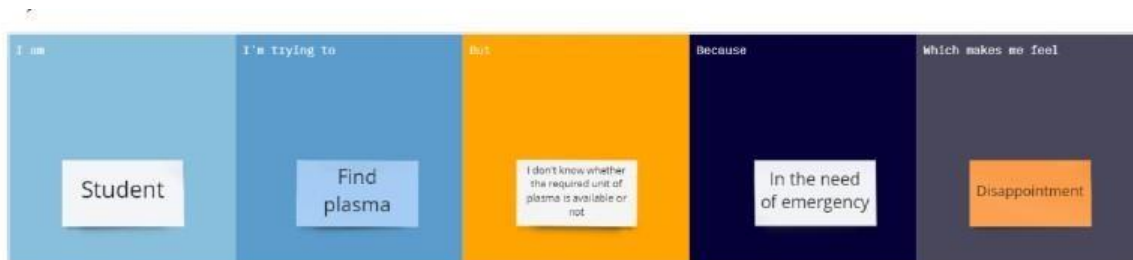 I am
I'm trying to
But
Because
Which makes me feel
Student
Find
plasma
I don't know whether
the required unit of
plasma is available or
not
In the need
of emergency
Disappointment